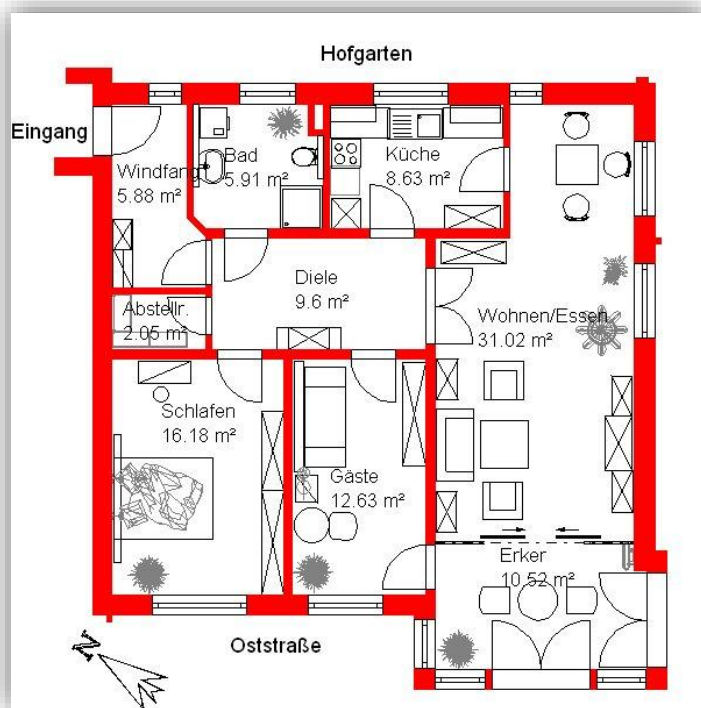 Hofgarten
Eingang
Windfang
5.88 m²
Bad
5.91 m²
Küche
8.63 m²
Diele
9.6 m²
Abstellr.
2.05 m²
Wohnen/Essen
31.02 m²
Schlafen
16.18 m²
Gäste
12.63 m²
Erker
10.52 m²
Oststraße
N